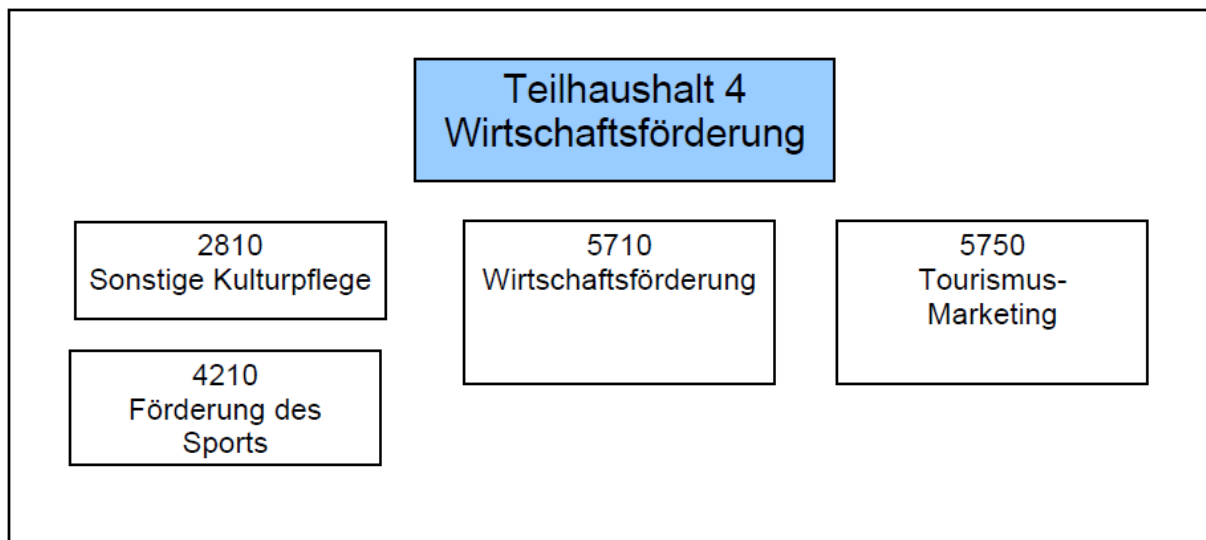 Teilhaushalt 4
Wirtschaftsförderung
2810
Sonstige Kulturpflege
5710
Wirtschaftsförderung
5750
Tourismus-
Marketing
4210
Förderung des
Sports